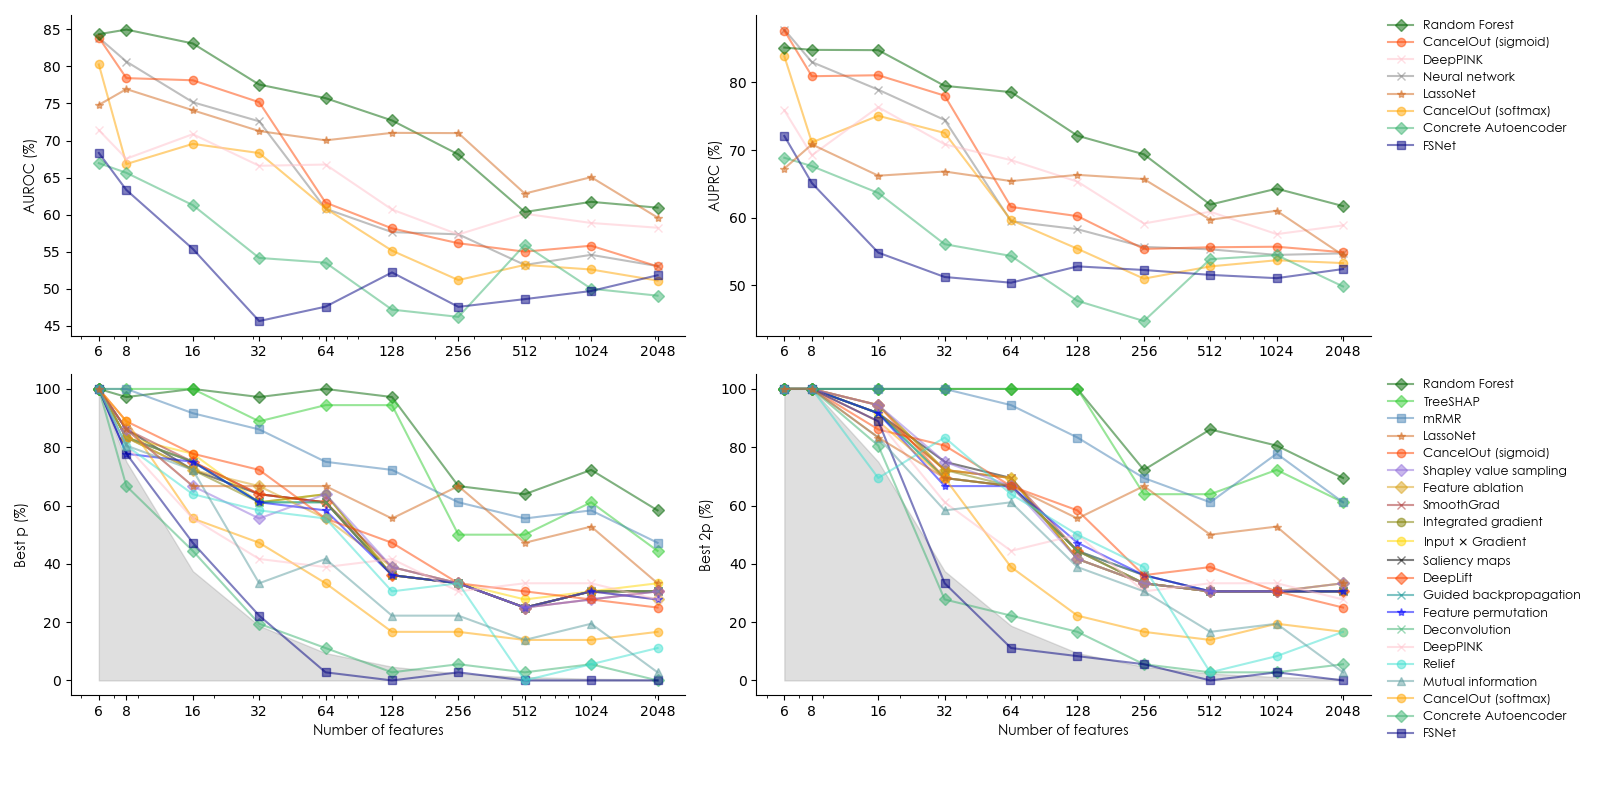 AUROC (%)
85
80
75
70
65
60
55
50
45
6 8 16 32 64 128 256 512 1024 2048
AUPRC (%)
80
70
60
50
6 8 16 32 64 128 256 512 1024 2048
Random Forest
CancelOut (sigmoid)
DeepPINK
Neural network
LassoNet
CancelOut (softmax)
Concrete Autoencoder
FSNet
Best p (%)
100
80
60
40
20
0
6 8 16 32 64 128 256 512 1024 2048
Number of features
Best 2p (%)
100
80
60
40
20
0
6 8 16 32 64 128 256 512 1024 2048
Number of features
Random Forest
TreeSHAP
mRMR
LassoNet
CancelOut (sigmoid)
Shapley value sampling
Feature ablation
SmoothGrad
Integrated gradient
Input × Gradient
Saliency maps
DeepLift
Guided backpropagation
Feature permutation
Deconvolution
DeepPINK
Relief
Mutual information
CancelOut (softmax)
Concrete Autoencoder
FSNet